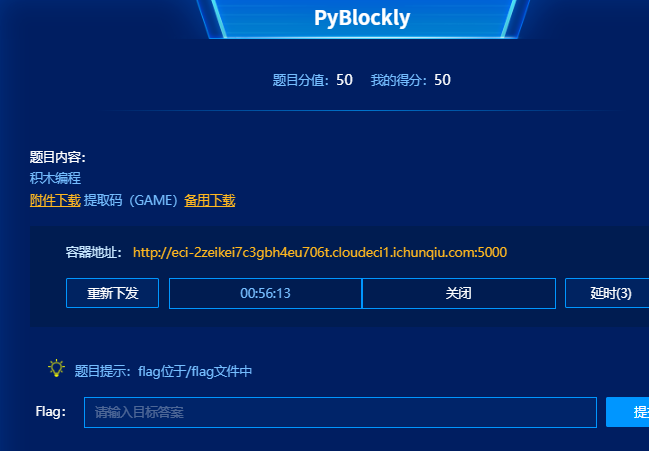 PyBlockly
题目分值：50 我的得分：50
题目内容：
积木编程
附件下载 提取码（GAME）备用下载
容器地址： http://eci-2zeikei7c3gbh4eu706t.cloudeci1.ichunqiu.com:5000
重新下发 00:56:13 关闭 延时(3)
题目提示：flag位于/flag文件中
Flag： 请输入目标答案